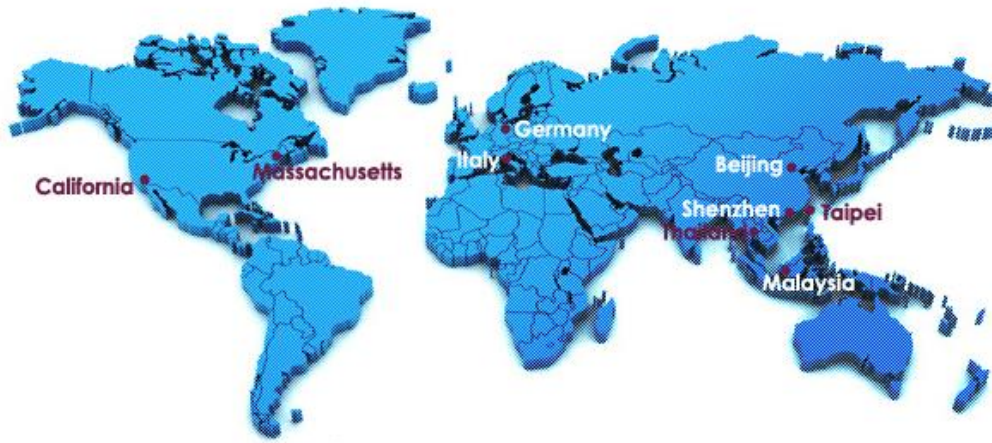 Germany
Italy
Massachusetts
California
Beijing
Shenzhen
Taipei
Thailand
Malaysia